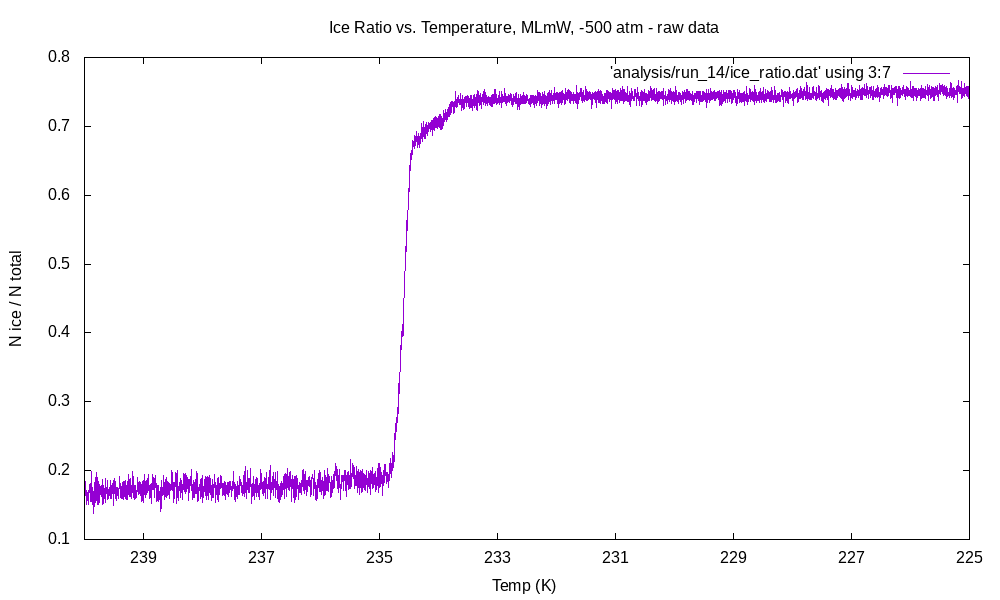 Ice Ratio vs. Temperature, MLmW, -500 atm - raw data
'analysis/run_14/ice_ratio.dat' using 3:7
0.8
0.7
0.6
0.5
0.4
0.3
0.2
0.1
N ice / N total
239 237 235 233 231 229 227 225
Temp (K)